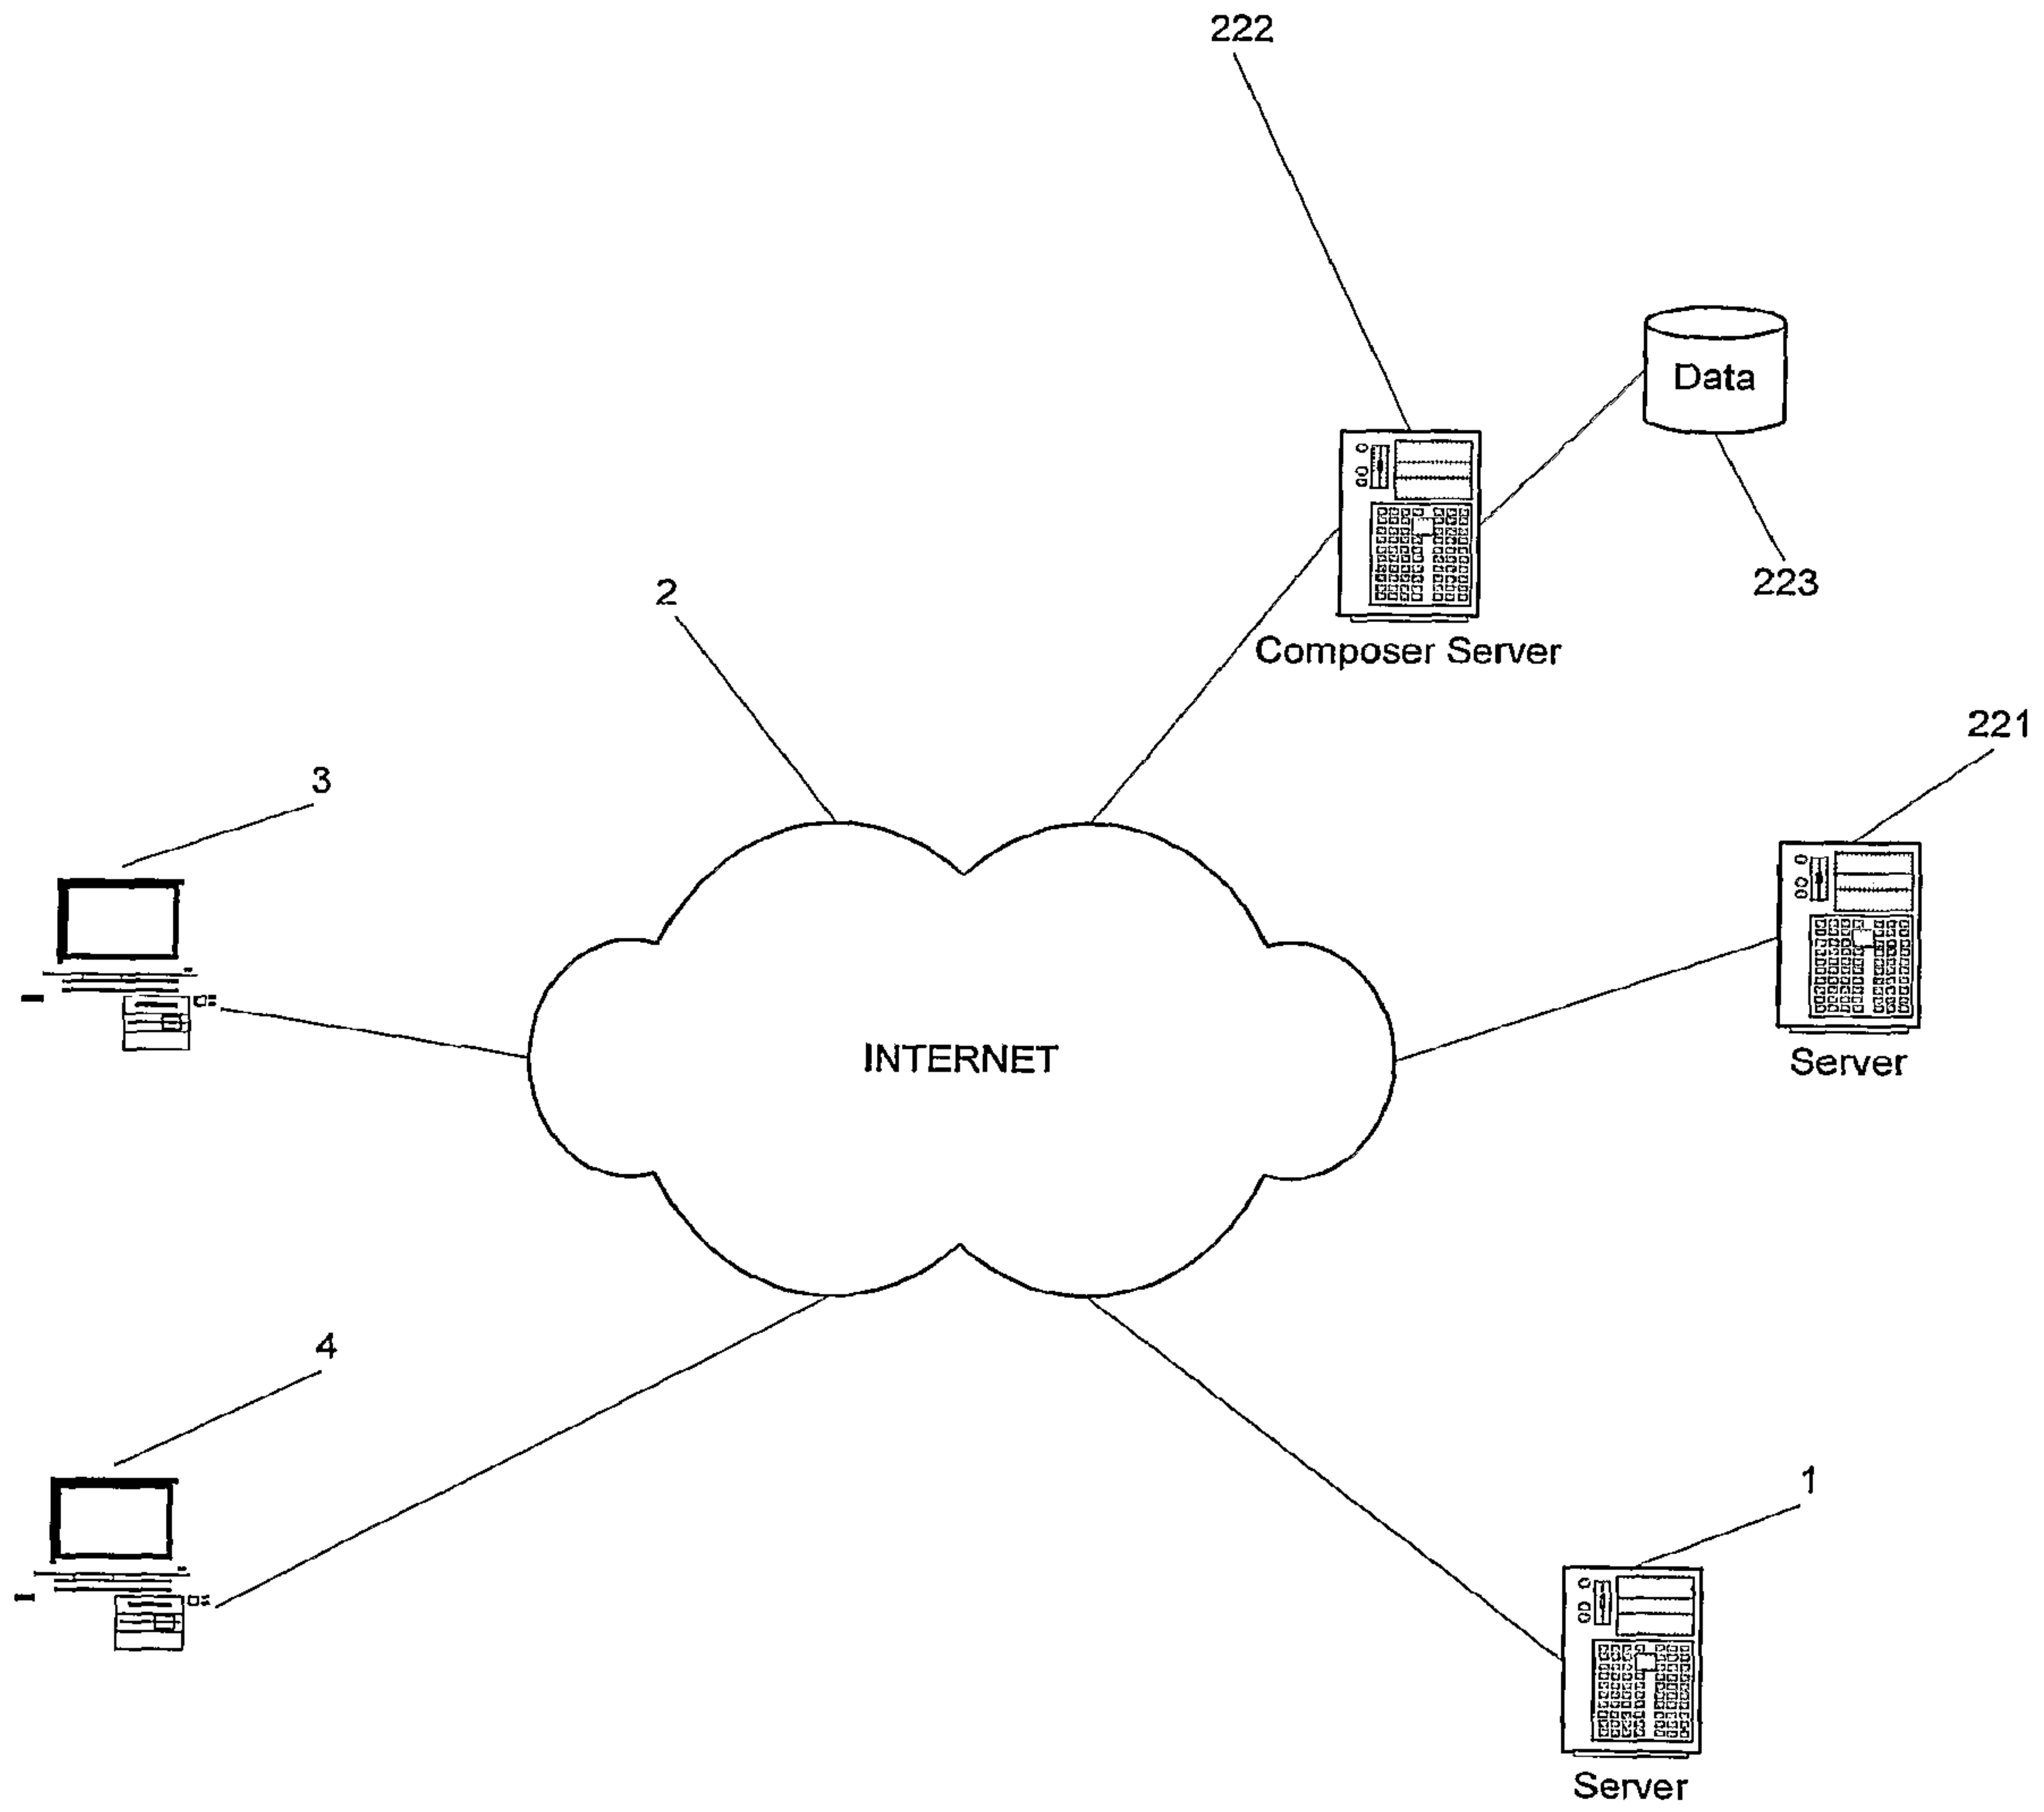 222
Data
223
2
Composer Server
221
3
Server
INTERNET
4
1
Server